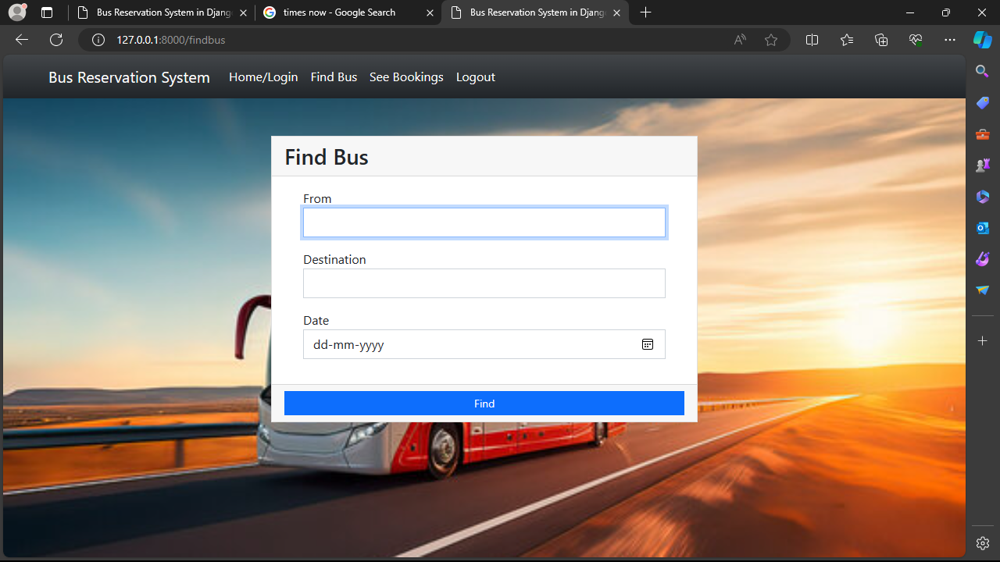 Bus Reservation System in Djang
times now - Google Search
Bus Reservation System in Djang
127.0.0.1:8000/findbus
Bus Reservation System
Home/Login
Find Bus
See Bookings
Logout
Find Bus
From
Destination
Date
dd-mm-yyyy
Find